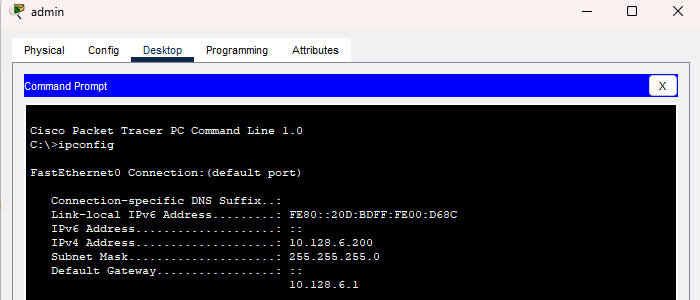 admin
Physical Config Desktop Programming Attributes
Command Prompt X
Cisco Packet Tracer PC Command Line 1.0
C:\>ipconfig
FastEthernet0 Connection:(default port)
Connection-specific DNS Suffix..:
Link-local IPv6 Address.........: FE80::20D:BDFF:FE00:D68C
IPv6 Address....................: ::
IPv4 Address....................: 10.128.6.200
Subnet Mask.....................: 255.255.255.0
Default Gateway.................: ::
10.128.6.1